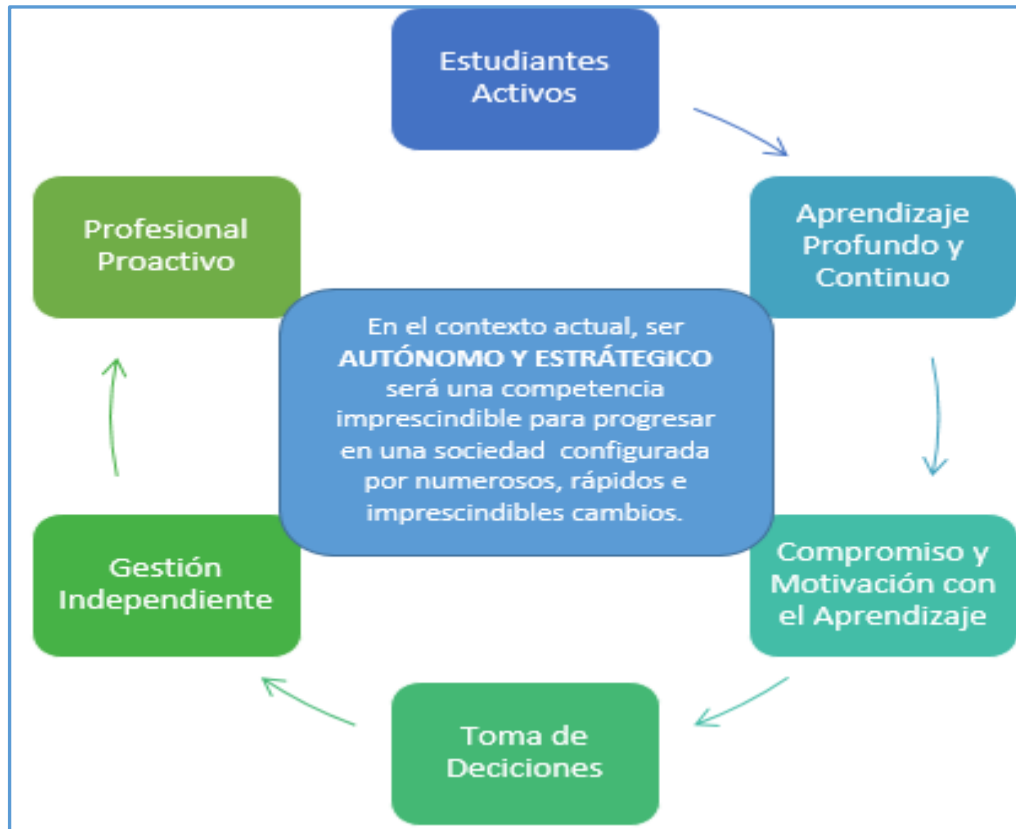 Estudiantes
Activos
Aprendizaje
Profundo y
Continuo
Compromiso y
Motivación con
el Aprendizaje
Toma de
Deciciones
Gestión
Independiente
Profesional
Proactivo
En el contexto actual, ser
AUTÓNOMO Y ESTRÁTEGICO
será una competencia
imprescindible para progresar
en una sociedad configurada
por numerosos, rápidos e
imprescindibles cambios.